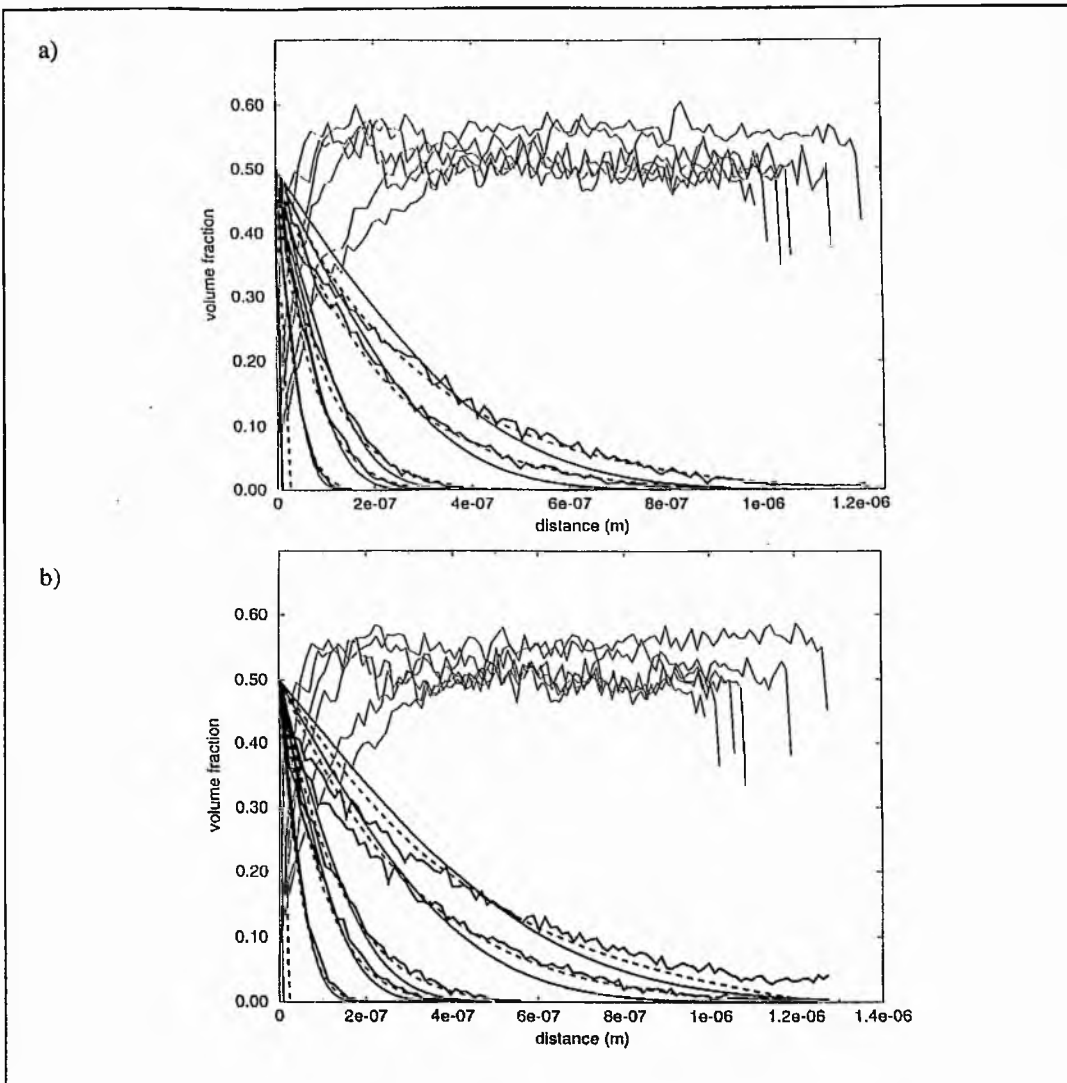 a)
0.60
0.50
0.40
0.30
0.20
0.10
0.00
volume fraction
0 2e-07 4e-07 6e-07 8e-07 1e-06 1.2e-06
distance (m)
b)
0.60
0.50
0.40
0.30
0.20
0.10
0.00
volume fraction
0 2e-07 4e-07 6e-07 8e-07 1e-06 1.2e-06 1.4e-06
distance (m)